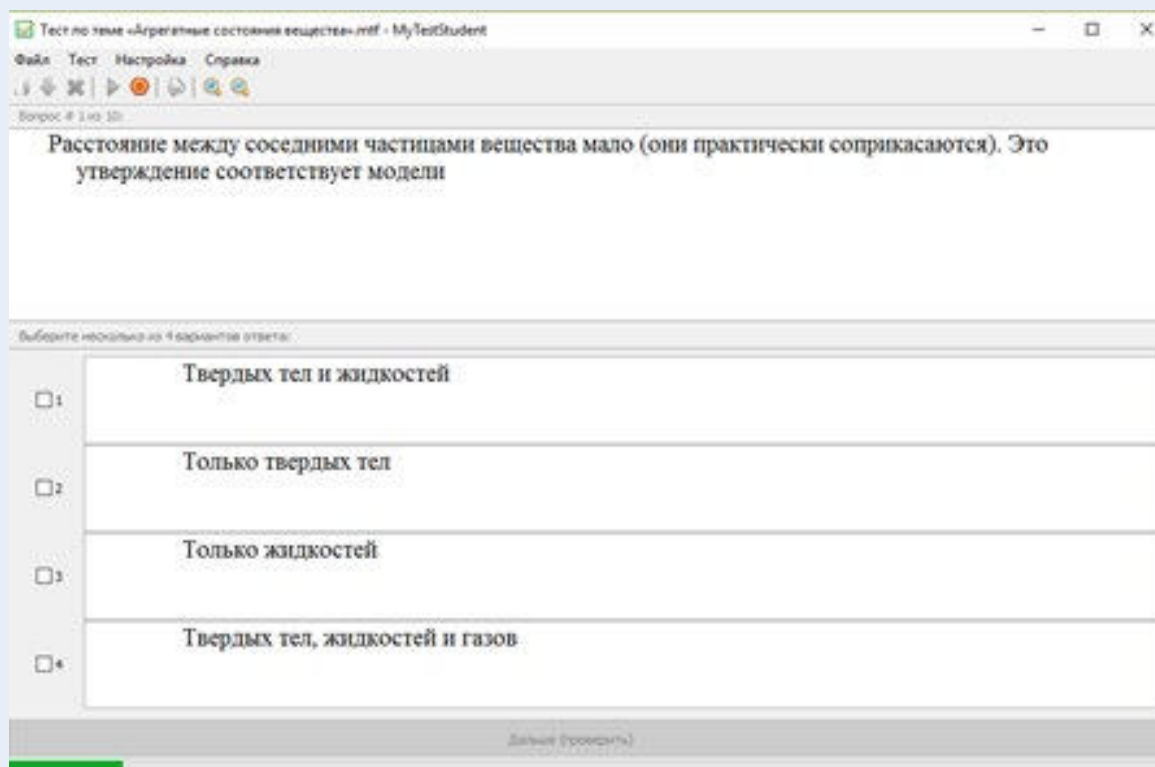 Тест по теме «Агрегатные состояния вещества».mtf - MyTestStudent
Файл Тест Настройка Справка
Вопрос # 1 из 10:
Расстояние между соседними частицами вещества мало (они практически соприкасаются). Это
утверждение соответствует модели
Выберите несколько из 4 вариантов ответа:
1 Твердых тел и жидкостей
2 Только твердых тел
3 Только жидкостей
4 Твердых тел, жидкостей и газов
Дальше (проверить)